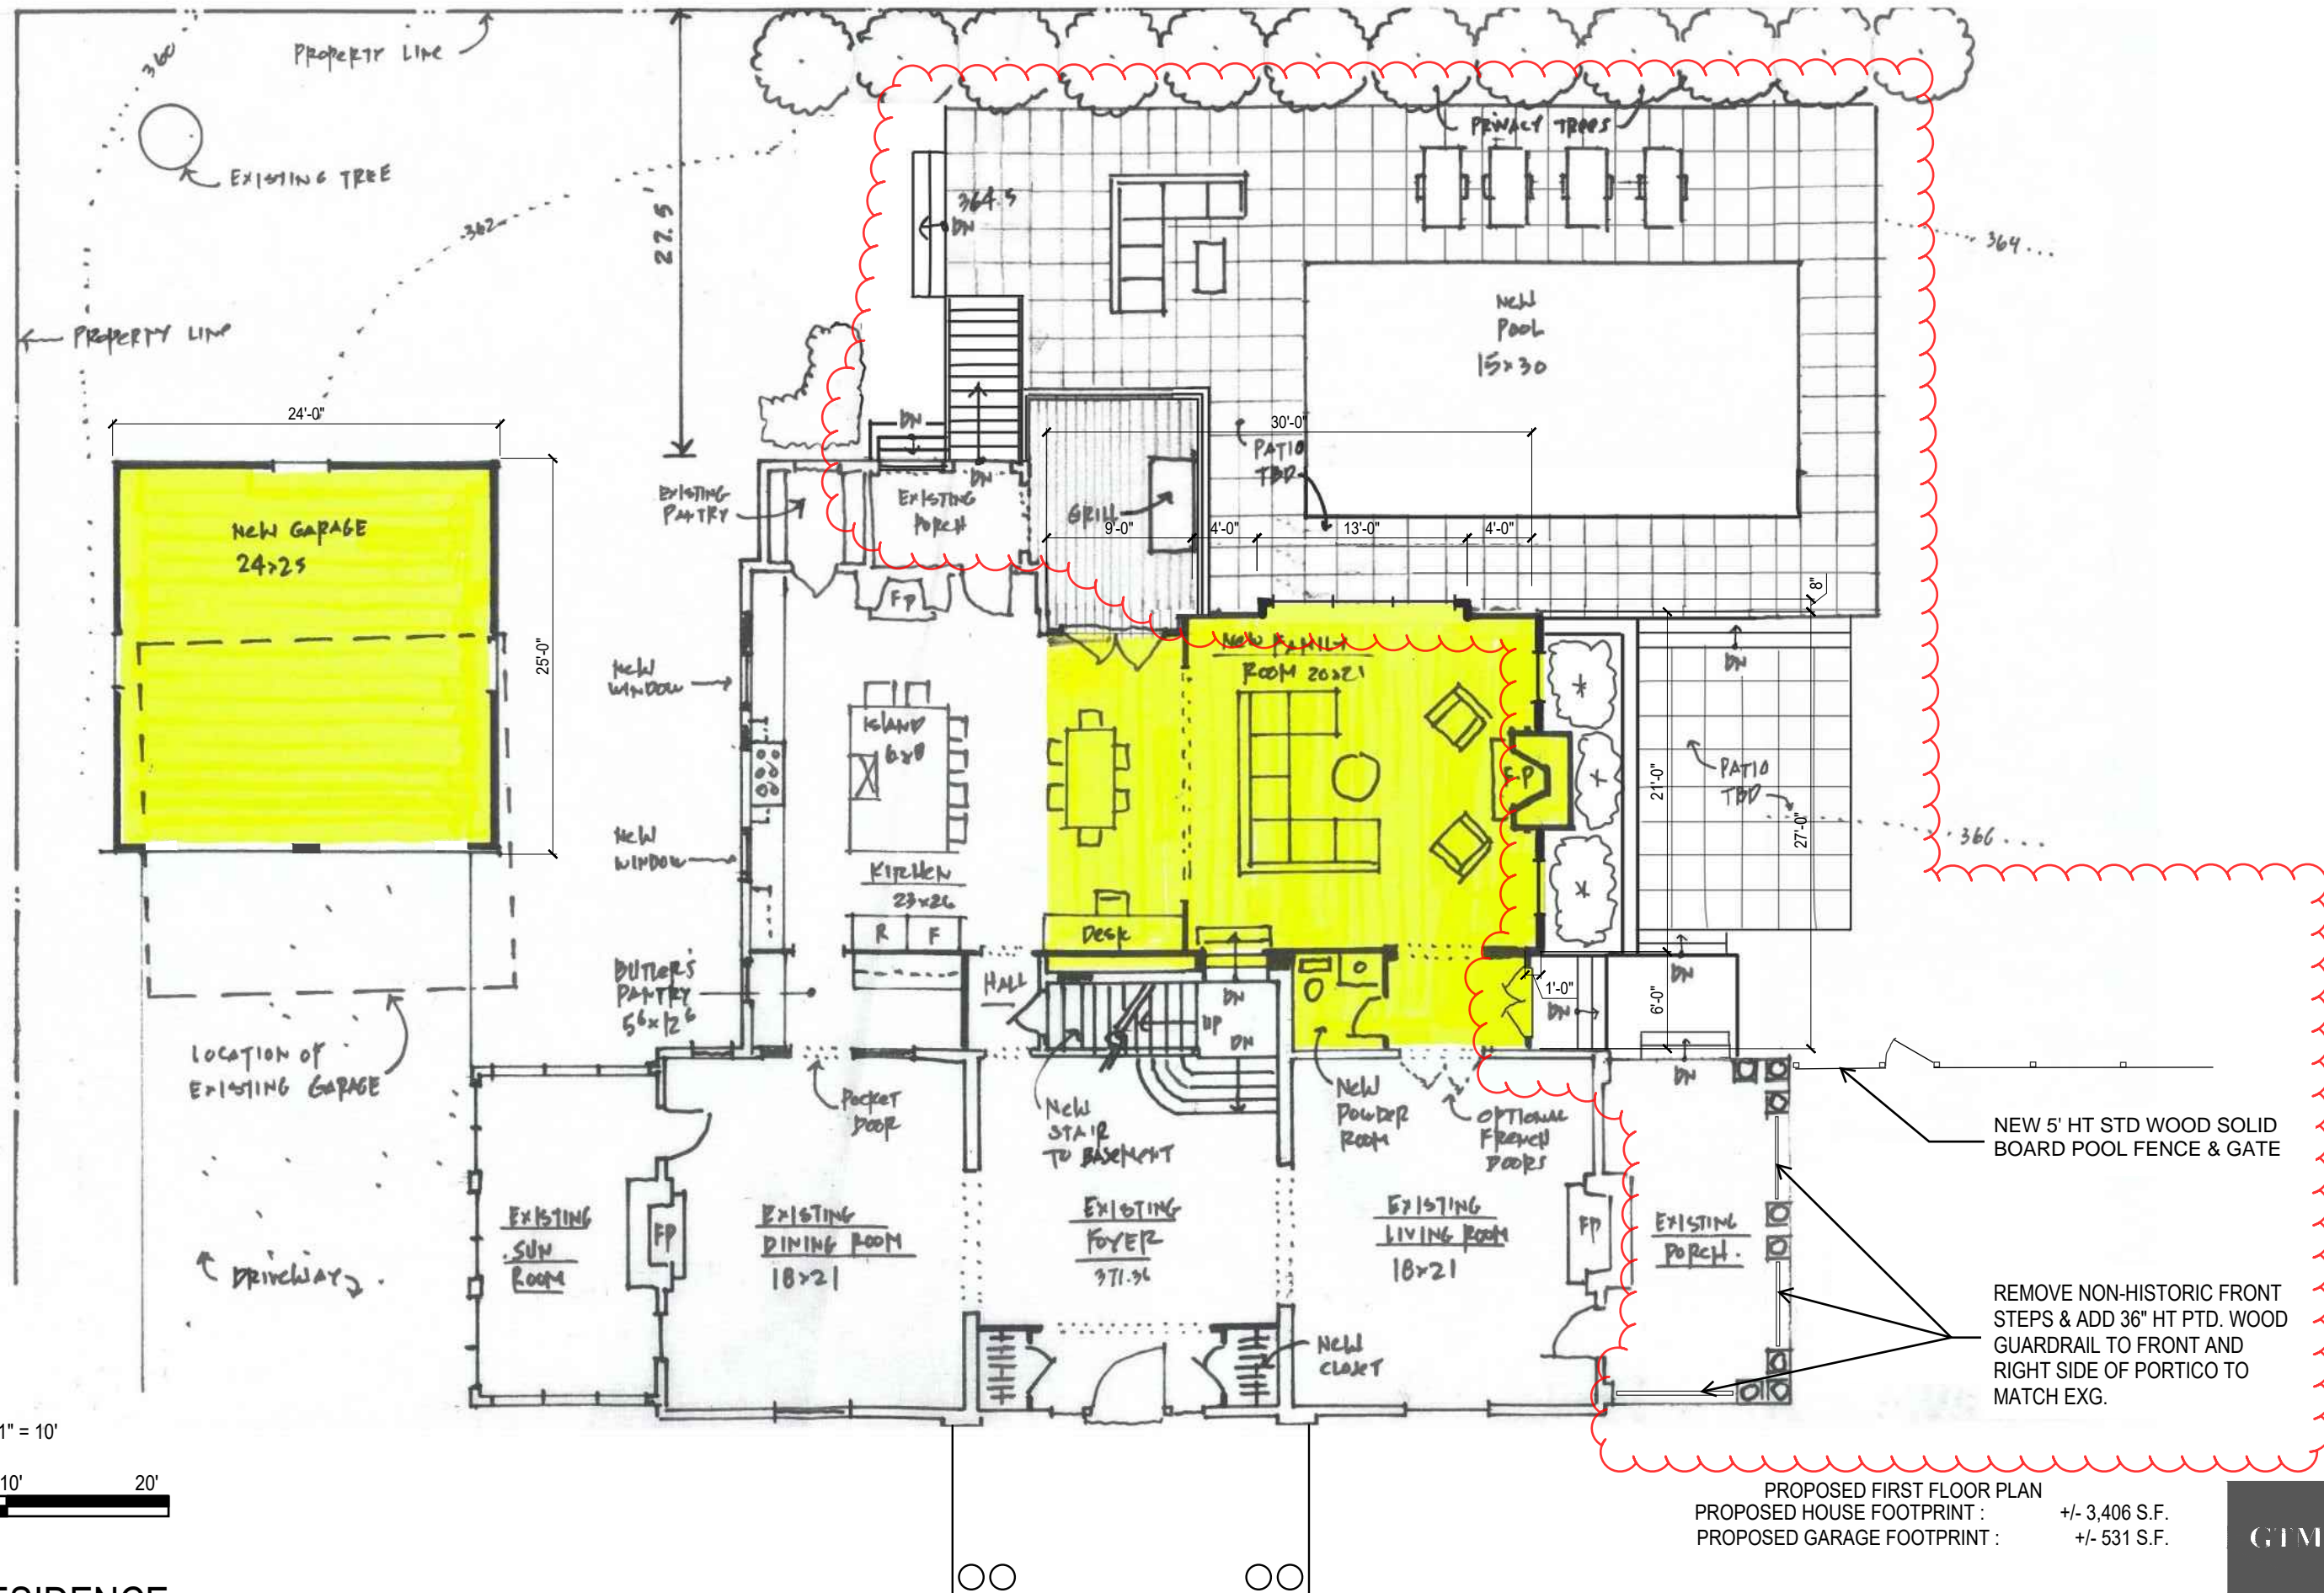 PROPERTY LINE
360
EXISTING TREE
362
22.5'
PROPERTY LINE
PRIVACY TREES
364.5
DN
364
NEW
POOL
15x30
24'-0"
30'-0"
DN
DN
PATIO
TBD
EXISTING
PANTRY
EXISTING
PORCH
GRILL
9'-0"
4'-0"
13'-0"
4'-0"
8"
NEW GARAGE
24x25
25'-0"
FP
NEW
WINDOW
NEW FAMILY
ROOM 20x21
DN
ISLAND
6x8
FP
21'-0"
27'-0"
PATIO
TBD
366
NEW
WINDOW
KITCHEN
23x26
R
F
DESK
BUTLER'S
PANTRY
5⁶x12⁶
HALL
DN
UP
DN
DN
DN
1'-0"
6'-0"
LOCATION OF
EXISTING GARAGE
DN
POCKET
DOOR
NEW
STAIR
TO BASEMENT
NEW
POWDER
ROOM
OPTIONAL
FRENCH
DOORS
NEW 5' HT STD WOOD SOLID
BOARD POOL FENCE & GATE
EXISTING
SUN
ROOM
FP
EXISTING
DINING ROOM
18x21
EXISTING
FOYER
371.36
EXISTING
LIVING ROOM
18x21
FP
EXISTING
PORCH.
DRIVEWAY
NEW
CLOSET
REMOVE NON-HISTORIC FRONT
STEPS & ADD 36" HT PTD. WOOD
GUARDRAIL TO FRONT AND
RIGHT SIDE OF PORTICO TO
MATCH EXG.
1" = 10'
10'
20'
PROPOSED FIRST FLOOR PLAN
PROPOSED HOUSE FOOTPRINT : +/- 3,406 S.F.
PROPOSED GARAGE FOOTPRINT : +/- 531 S.F.
GTM
ESIDENCE